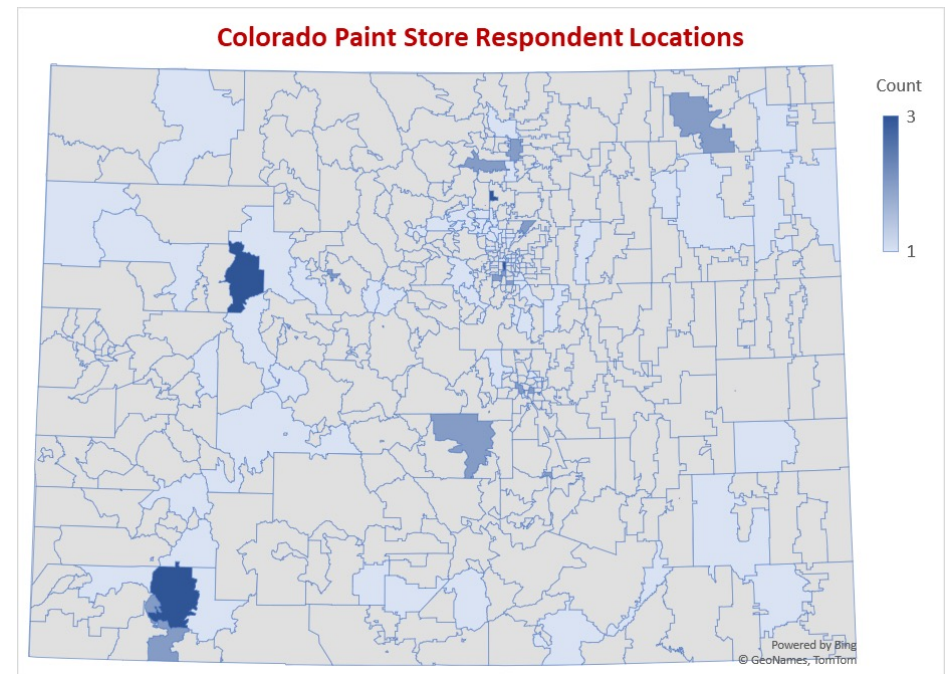 Colorado Paint Store Respondent Locations
Count
3
1
Powered by Bing
© GeoNames, TomTom